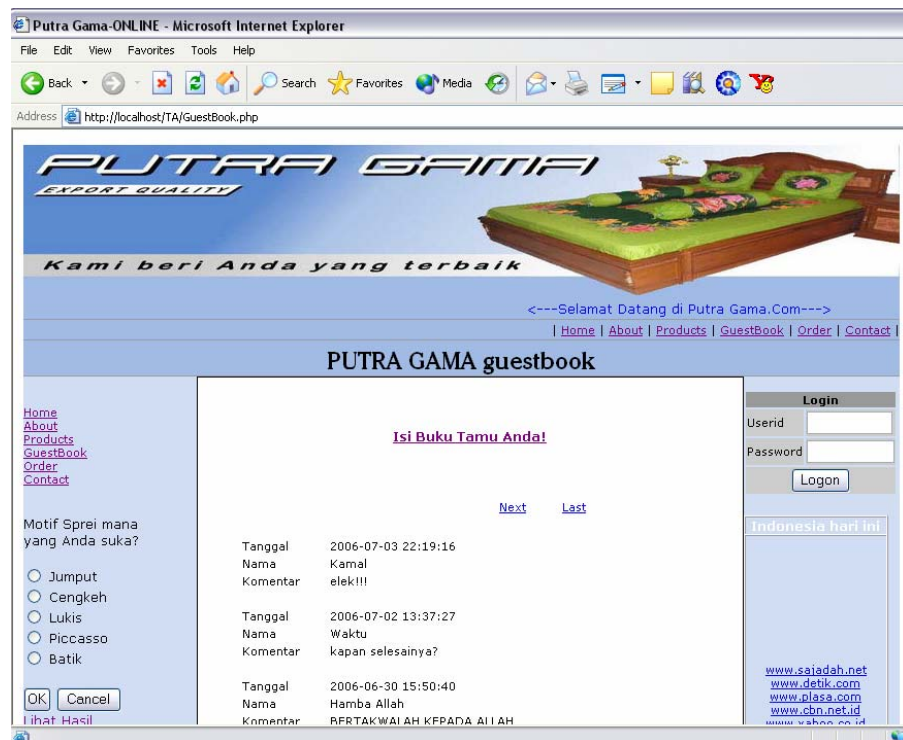 Putra Gama-ONLINE - Microsoft Internet Explorer
File Edit View Favorites Tools Help
Back Search Favorites Media
Address http://localhost/TA/GuestBook.php
PUTRA GAMA
EXPORT QUALITY
Kami beri Anda yang terbaik
<---Selamat Datang di Putra Gama.Com--->
| Home | About | Products | GuestBook | Order | Contact |
PUTRA GAMA guestbook
Home
About
Products
GuestBook
Order
Contact
Motif Sprei mana
yang Anda suka?
Jumput
Cengkeh
Lukis
Piccasso
Batik
OK Cancel
Lihat Hasil
Isi Buku Tamu Anda!
Next Last
Tanggal 2006-07-03 22:19:16
Nama Kamal
Komentar elek!!!
Tanggal 2006-07-02 13:37:27
Nama Waktu
Komentar kapan selesainya?
Tanggal 2006-06-30 15:50:40
Nama Hamba Allah
Komentar BERTAKWALAH KEPADA ALLAH
Login
Userid
Password
Logon
Indonesia hari ini
www.sajadah.net
www.detik.com
www.plasa.com
www.cbn.net.id
www.yahoo.co.id